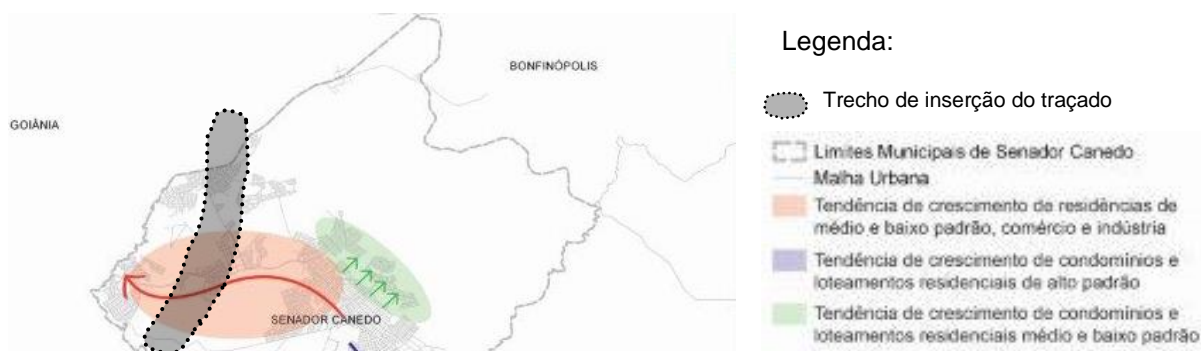 BONFINÓPOLIS
GOIÂNIA
SENADOR CANEDO
Legenda:
Trecho de inserção do traçado
Limites Municipais de Senador Canedo
Malha Urbana
Tendência de crescimento de residências de
médio e baixo padrão, comércio e indústria
Tendência de crescimento de condomínios e
loteamentos residenciais de alto padrão
Tendência de crescimento de condomínios e
loteamentos residenciais médio e baixo padrão